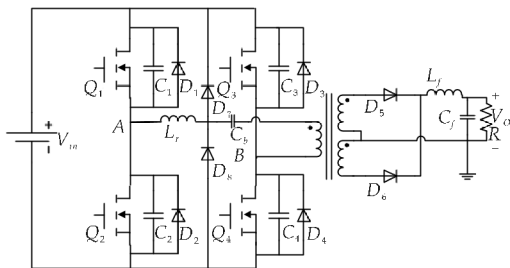 Q1 C1 D1 D7 Q3 C3 D3
A Lr Cb B
Vin
D8
Q2 C2 D2 Q4 C4 D4
D5 Lf + Cf VO R -
D6